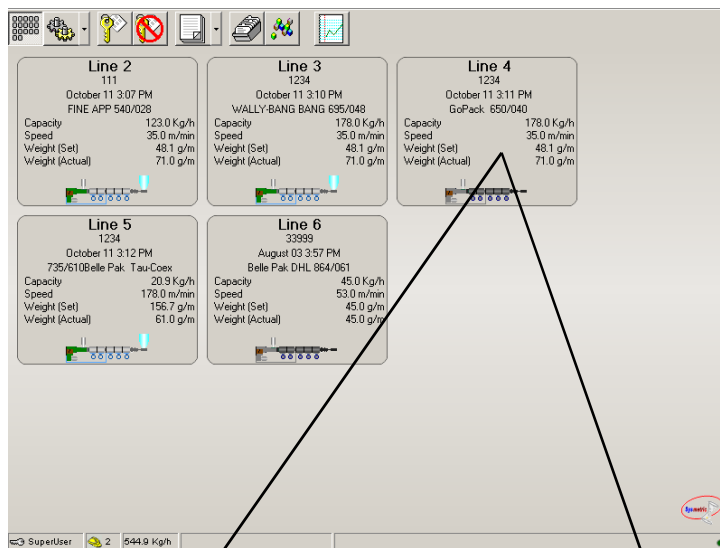 Line 2
111
October 11 3:07 PM
FINE APP 540/028
Capacity 123.0 Kg/h
Speed 35.0 m/min
Weight (Set) 48.1 g/m
Weight (Actual) 71.0 g/m
Line 3
1234
October 11 3:10 PM
WALLY-BANG BANG 695/048
Capacity 178.0 Kg/h
Speed 35.0 m/min
Weight (Set) 48.1 g/m
Weight (Actual) 71.0 g/m
Line 4
1234
October 11 3:11 PM
GoPack 650/040
Capacity 178.0 Kg/h
Speed 35.0 m/min
Weight (Set) 48.1 g/m
Weight (Actual) 71.0 g/m
Line 5
1234
October 11 3:12 PM
735/610Belle Pak Tau-Coex
Capacity 20.9 Kg/h
Speed 178.0 m/min
Weight (Set) 156.7 g/m
Weight (Actual) 61.0 g/m
Line 6
33999
August 03 3:57 PM
Belle Pak DHL 864/061
Capacity 45.0 Kg/h
Speed 53.0 m/min
Weight (Set) 45.0 g/m
Weight (Actual) 45.0 g/m
SuperUser 2 544.9 Kg/h